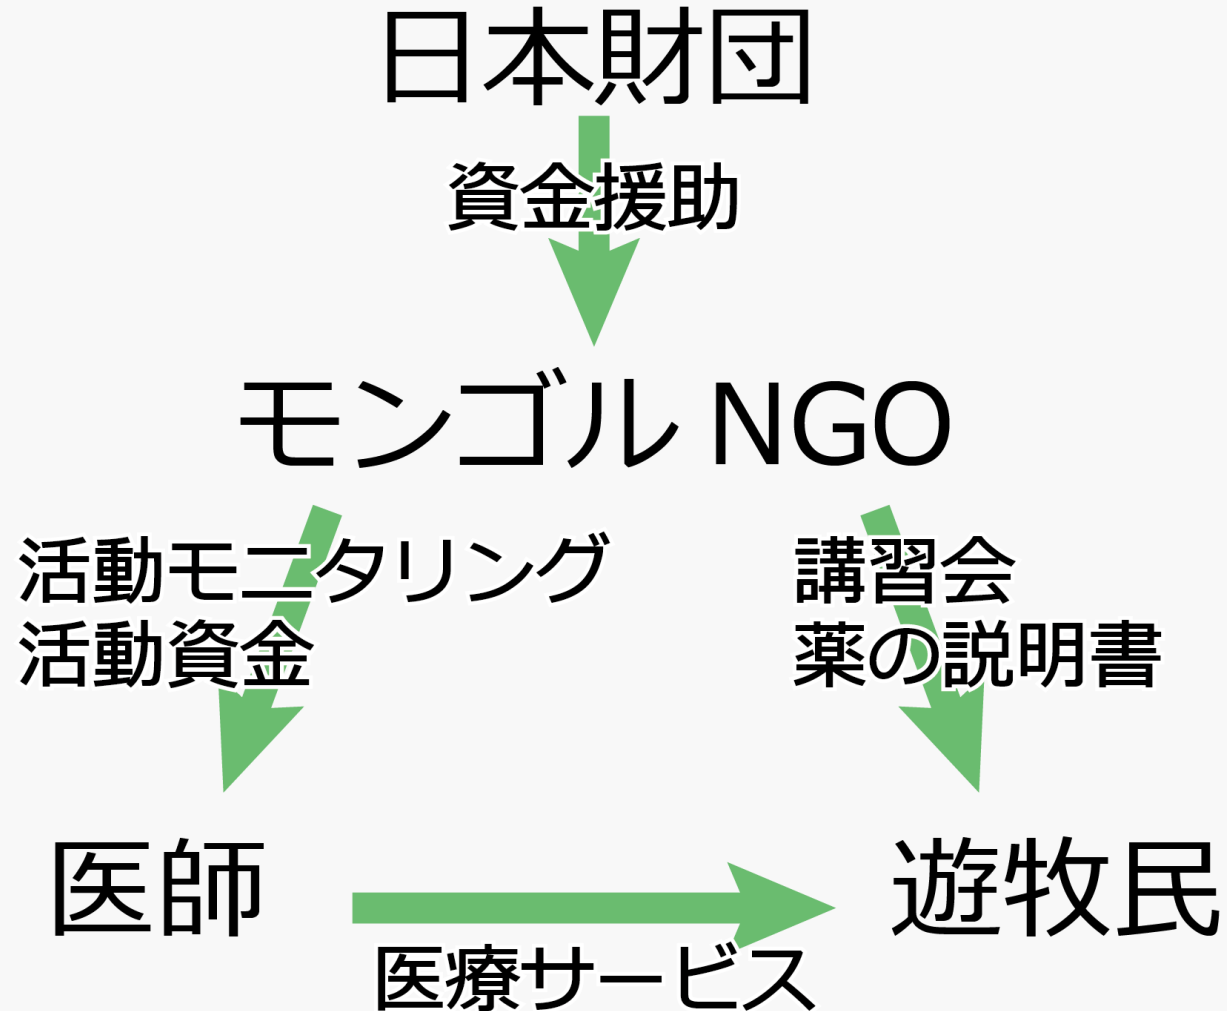 日本財団
資金援助
モンゴル NGO
活動モニタリング
活動資金
講習会
薬の説明書
医師
遊牧民
医療サービス